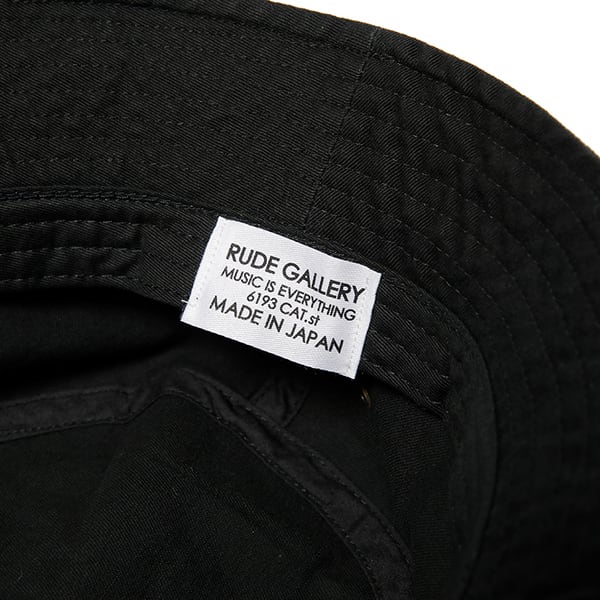 RUDE GALLERY
MUSIC IS EVERYTHING
6193 CAT.st
MADE IN JAPAN